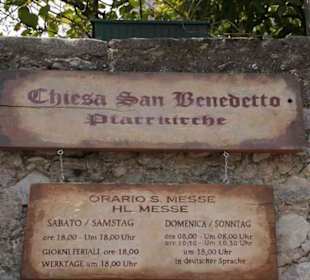 Chiesa San Benedetto
Pfarrkirche
ORARIO S. MESSE
HL. MESSE
SABATO / SAMSTAG
ore 18,00 - Um 18,00 Uhr
GIORNI FERIALI ore 18,00
WERKTAGE um 18,00 Uhr
DOMENICA / SONNTAG
ore 08,00 - Um 08,00 Uhr
ore 10,30 - Um 10,30 Uhr
um 18,00 Uhr
in deutscher Sprache